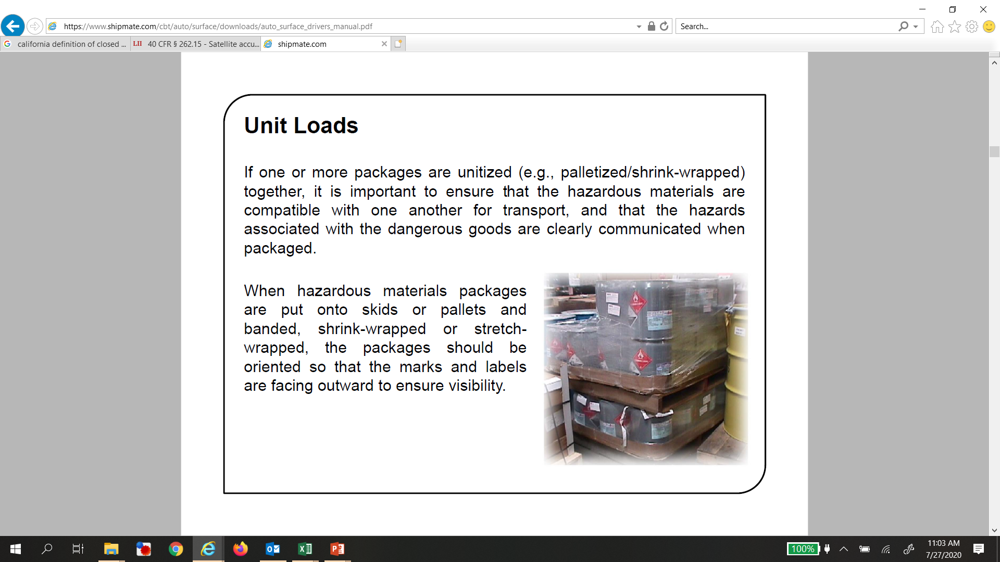 https://www.shipmate.com/cbt/auto/surface/downloads/auto_surface_drivers_manual.pdf
Search...
california definition of closed ...
LII 40 CFR § 262.15 - Satellite accu...
shipmate.com
Unit Loads
If one or more packages are unitized (e.g., palletized/shrink-wrapped)
together, it is important to ensure that the hazardous materials are
compatible with one another for transport, and that the hazards
associated with the dangerous goods are clearly communicated when
packaged.
When hazardous materials packages
are put onto skids or pallets and
banded, shrink-wrapped or stretch-
wrapped, the packages should be
oriented so that the marks and labels
are facing outward to ensure visibility.
100%
11:03 AM
7/27/2020